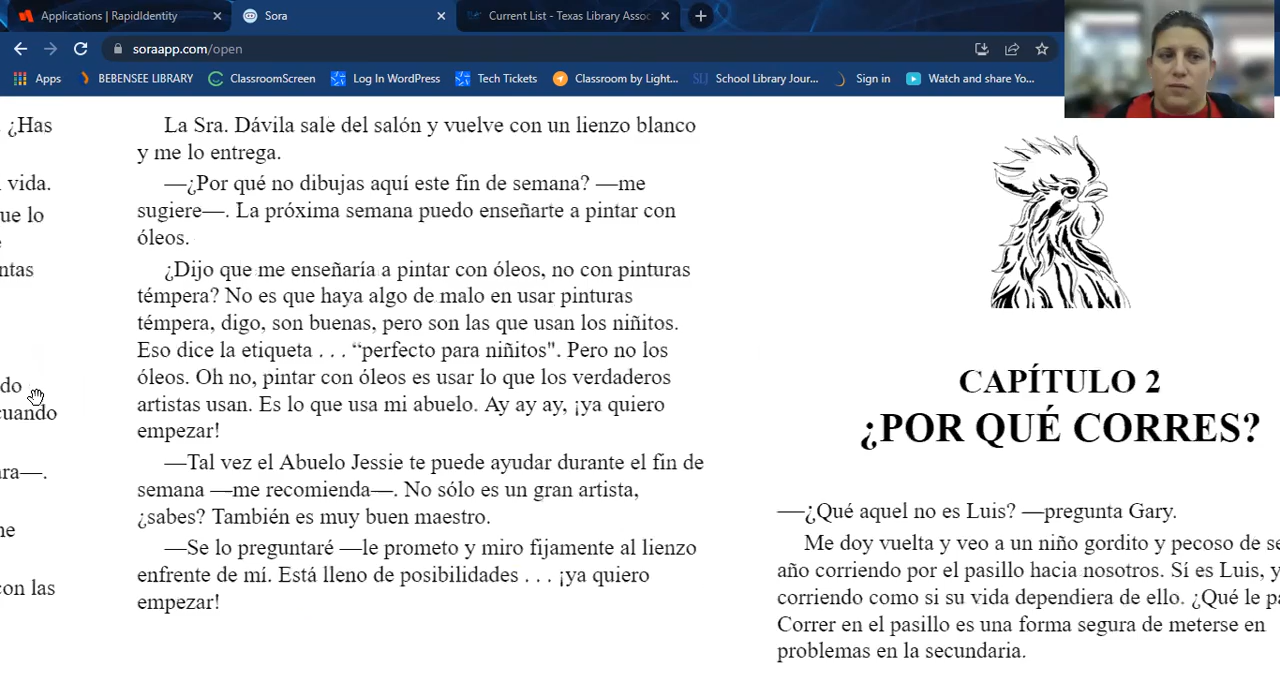 Applications | RapidIdentity
Sora
Current List - Texas Library Assoc
soraapp.com/open
Apps
BEBENSEE LIBRARY
ClassroomScreen
Log In WordPress
Tech Tickets
Classroom by Light...
School Library Jour...
Sign in
Watch and share Yo...
¿Has
vida.
ue lo
e
ntas
do
cuando
ara—.
ne
con las
La Sra. Dávila sale del salón y vuelve con un lienzo blanco
y me lo entrega.
—¿Por qué no dibujas aquí este fin de semana? —me
sugiere—. La próxima semana puedo enseñarte a pintar con
óleos.
¿Dijo que me enseñaría a pintar con óleos, no con pinturas
témpera? No es que haya algo de malo en usar pinturas
témpera, digo, son buenas, pero son las que usan los niñitos.
Eso dice la etiqueta . . . “perfecto para niñitos". Pero no los
óleos. Oh no, pintar con óleos es usar lo que los verdaderos
artistas usan. Es lo que usa mi abuelo. Ay ay ay, ¡ya quiero
empezar!
—Tal vez el Abuelo Jessie te puede ayudar durante el fin de
semana —me recomienda—. No sólo es un gran artista,
¿sabes? También es muy buen maestro.
—Se lo preguntaré —le prometo y miro fijamente al lienzo
enfrente de mí. Está lleno de posibilidades . . . ¡ya quiero
empezar!
CAPÍTULO 2
¿POR QUÉ CORRES?
—¿Qué aquel no es Luis? —pregunta Gary.
Me doy vuelta y veo a un niño gordito y pecoso de se
año corriendo por el pasillo hacia nosotros. Sí es Luis, y
corriendo como si su vida dependiera de ello. ¿Qué le pa
Correr en el pasillo es una forma segura de meterse en
problemas en la secundaria.